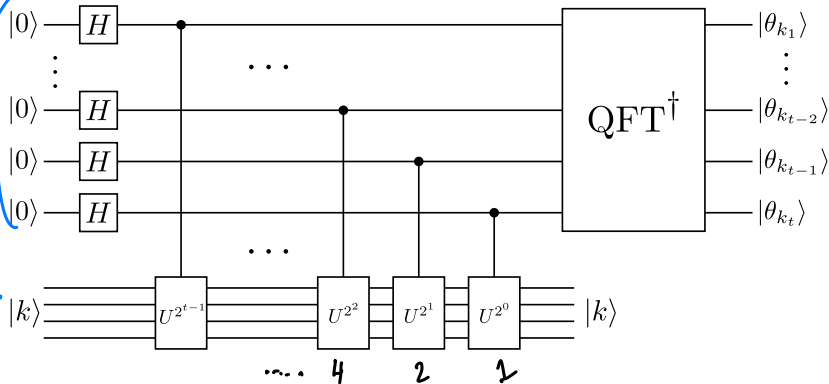 |0⟩ H |θ_{k_1}⟩
⋮ ⋯ ⋮
|0⟩ H QFT† |θ_{k_{t-2}}⟩
|0⟩ H |θ_{k_{t-1}}⟩
|0⟩ H |θ_{k_t}⟩
⋯
|k⟩ U^{2^{t-1}} U^{2^2} U^{2^1} U^{2^0} |k⟩
.... 4 2 1